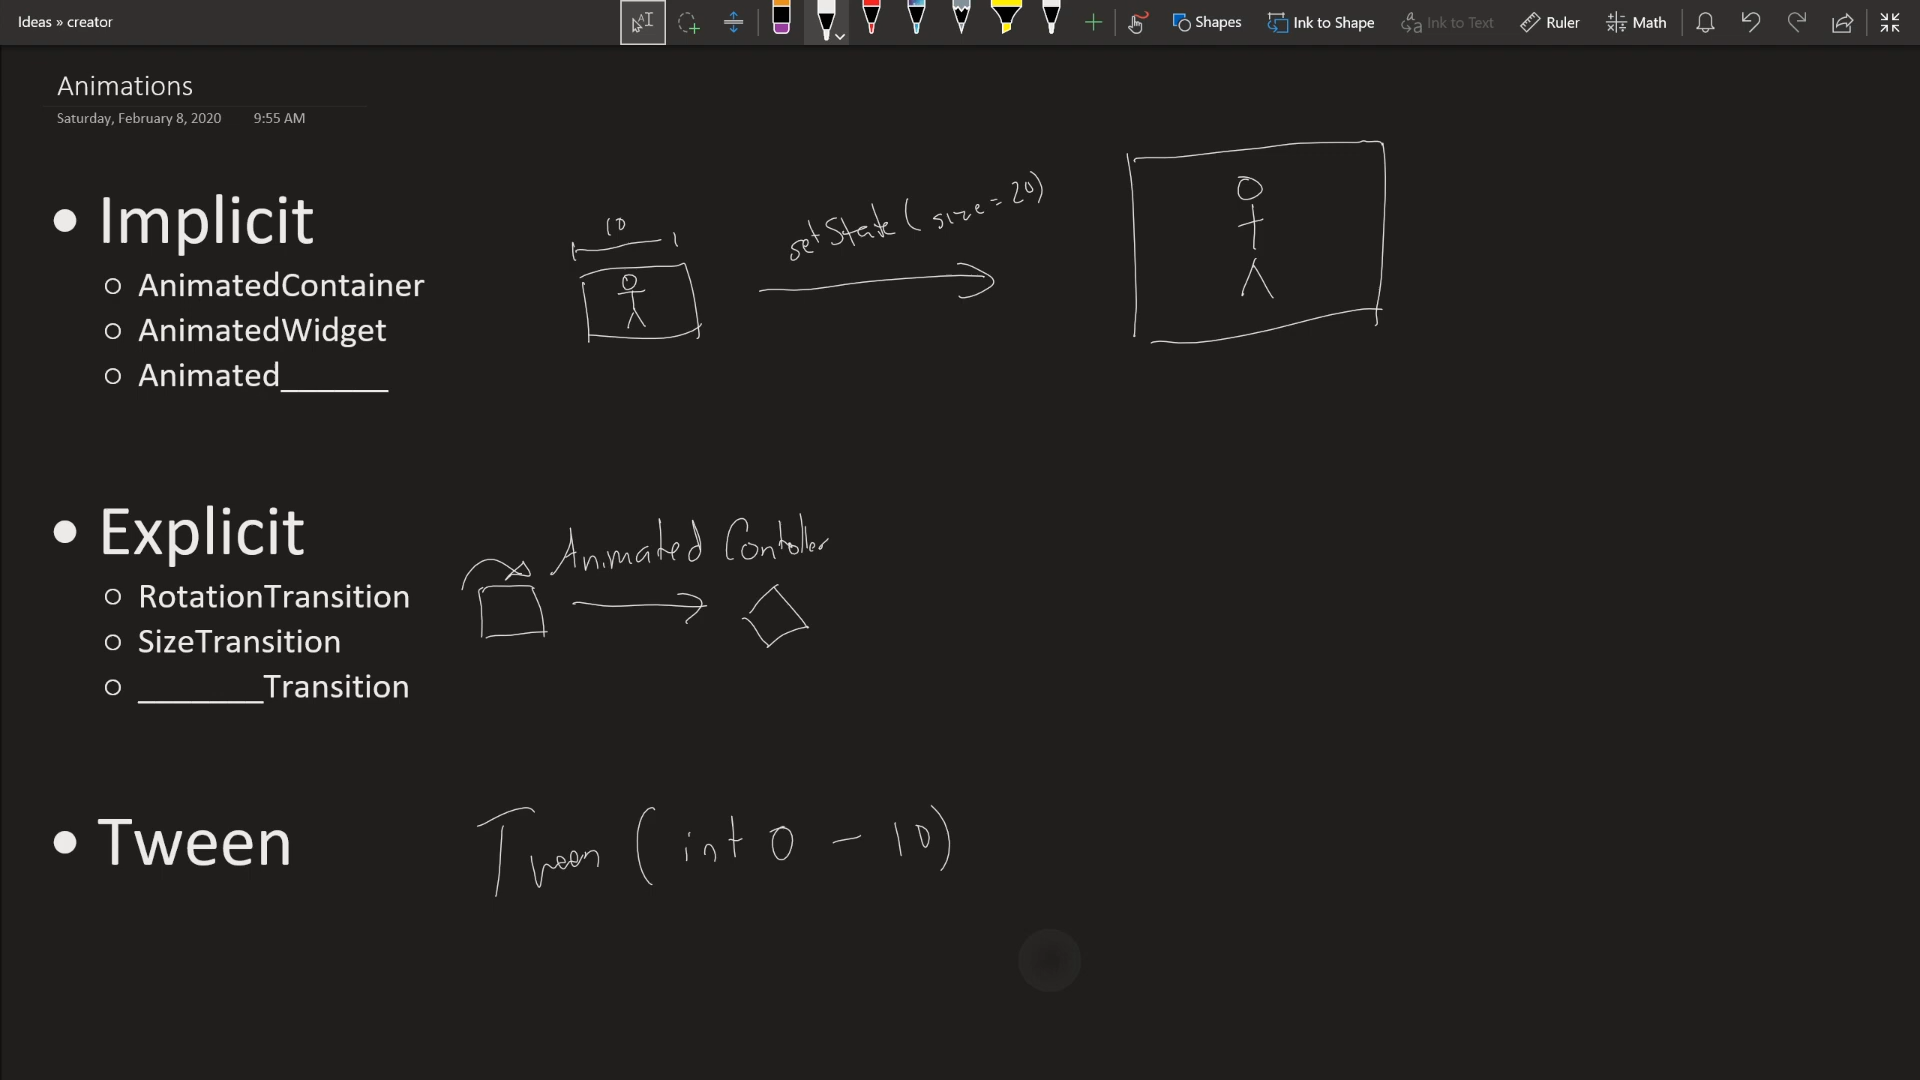 Ideas » creator
Shapes Ink to Shape Ink to Text Ruler Math
Animations
Saturday, February 8, 2020 9:55 AM
Implicit
AnimatedContainer
AnimatedWidget
Animated______
10
setState (size = 20)
Explicit
RotationTransition
SizeTransition
_______Transition
Animated Contoller
Tween
Tween (int 0 - 10)